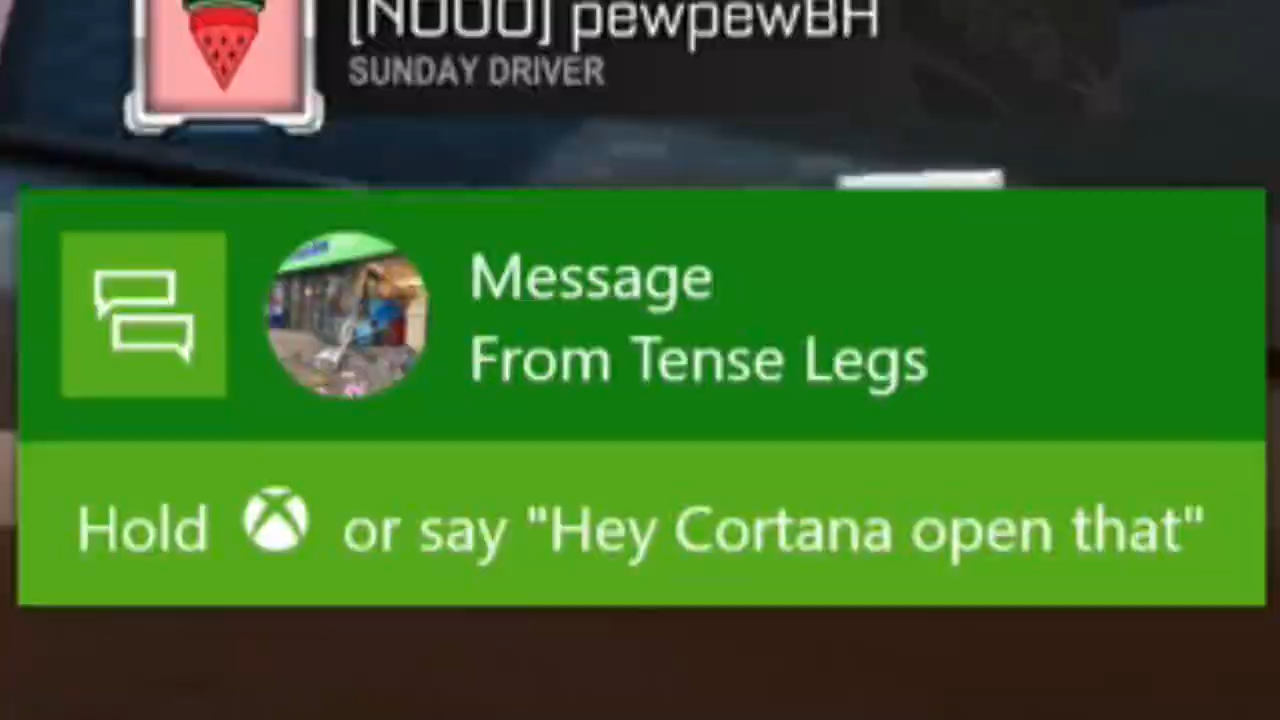 [NOOO] pewpewBH
SUNDAY DRIVER
Message
From Tense Legs
Hold or say "Hey Cortana open that"